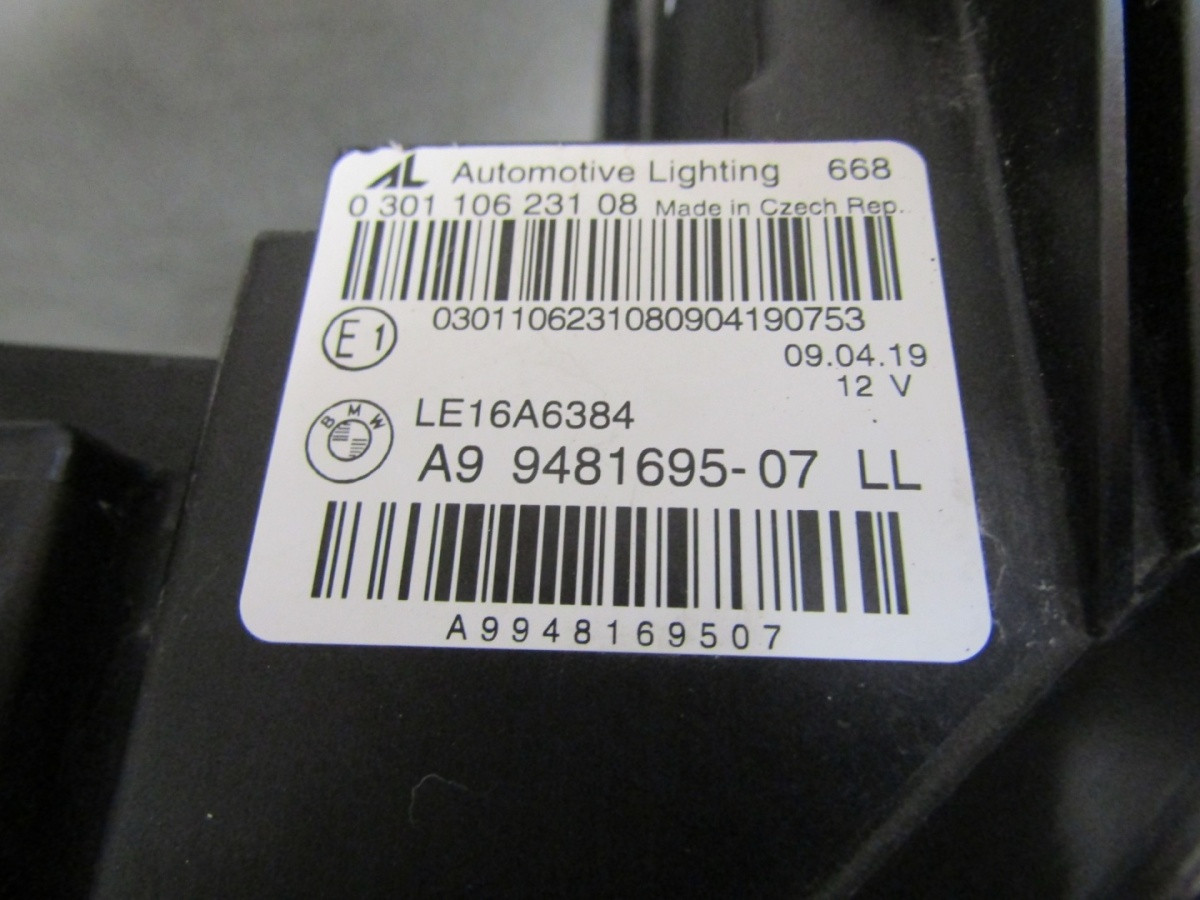 AL Automotive Lighting 668
0 301 106 231 08 Made in Czech Rep.
0301106231080904190753
E1
09.04.19
12 V
BMW
LE16A6384
A9 9481695-07 LL
A9948169507